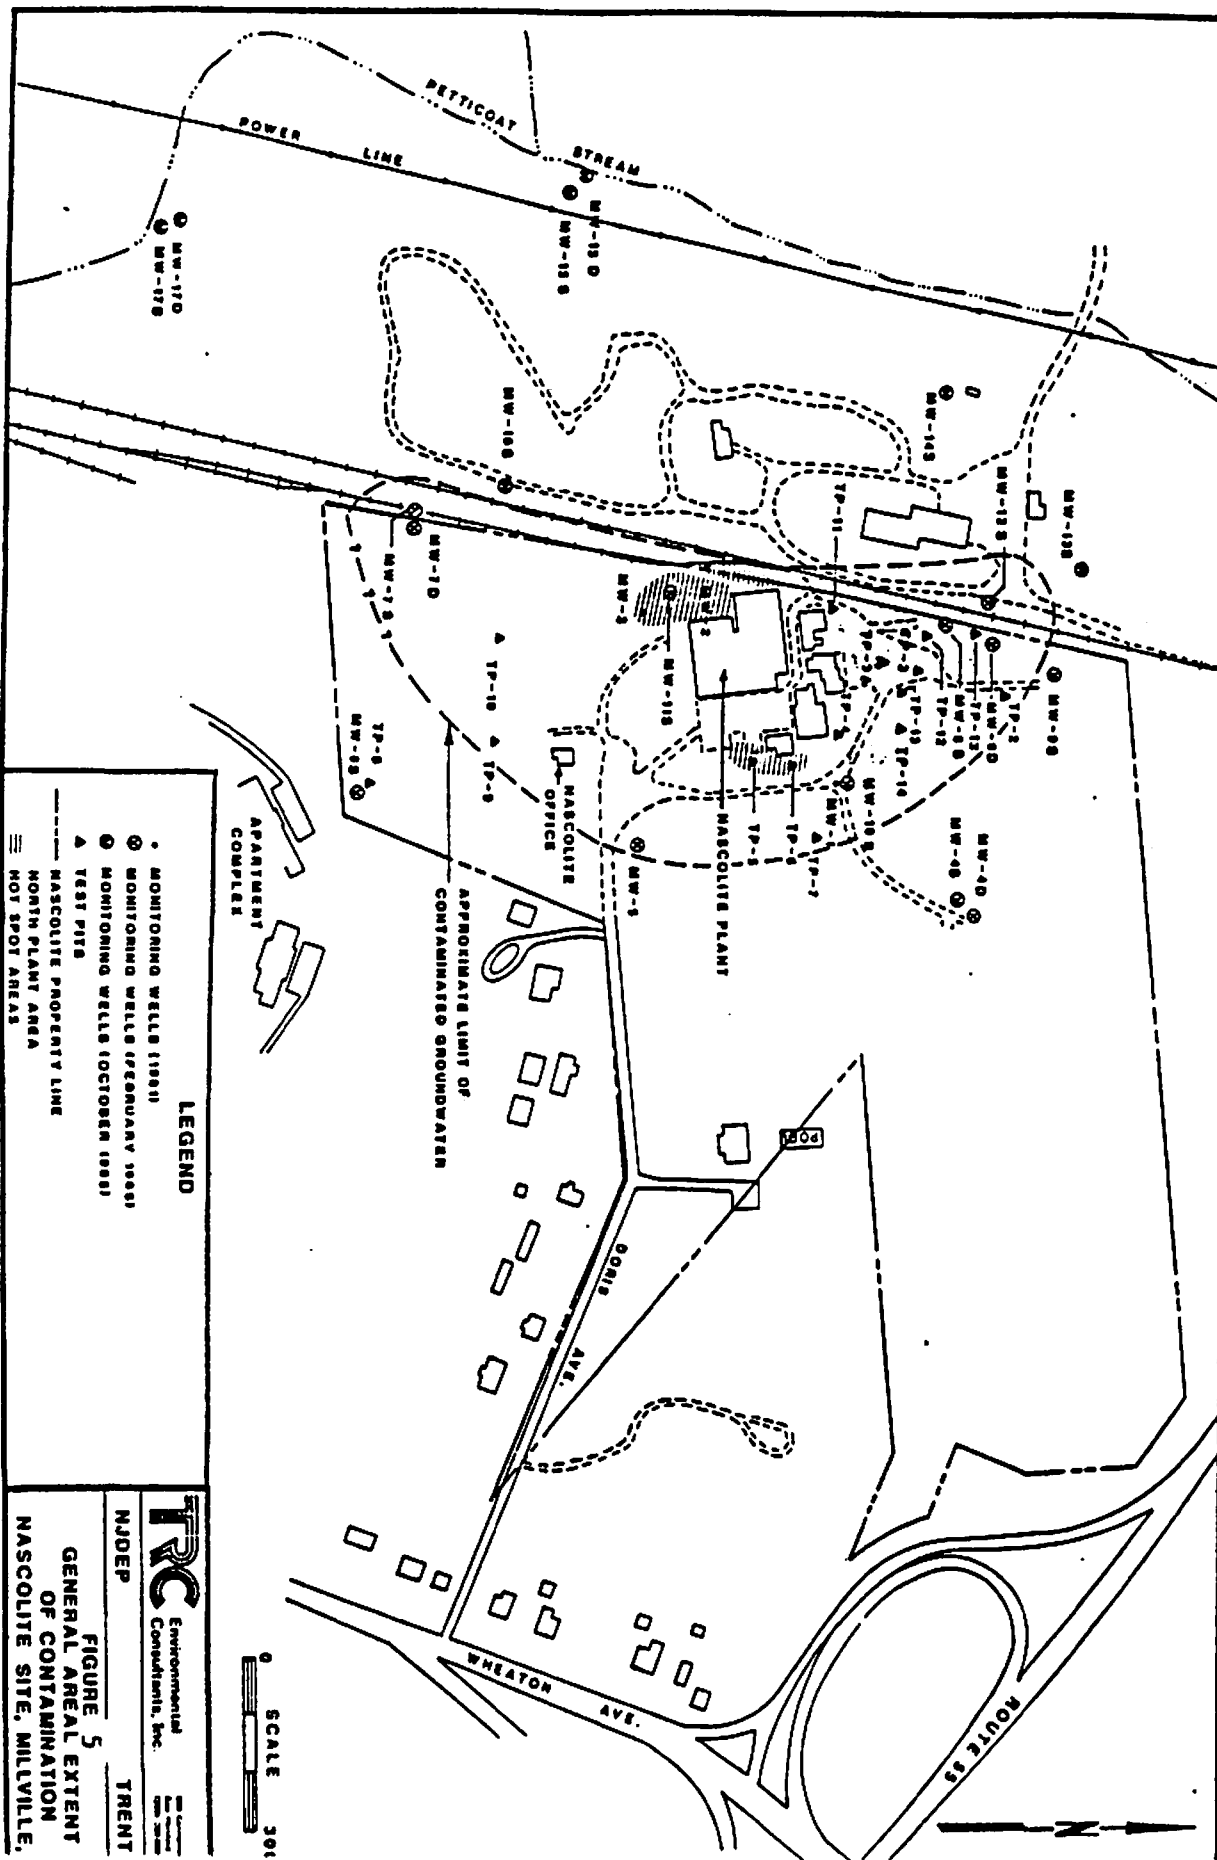 PETTICOAT STREAM
POWER LINE
MW-17D
MW-17S
MW-15D
MW-15S
MW-16S
MW-14S
MW-12S
MW-13S
TP-11
MW-7D
MW-7S
MW-3
MW-2
MW-11S
TP-10
TP-9
TP-8
MW-6S
TP-12
TP-13
TP-2
TP-14
MW-10S
MW-4S
MW-4D
TP-5
TP-6
TP-7
MW-5
NASCOLITE OFFICE
NASCOLITE PLANT
APPROXIMATE LIMIT OF
CONTAMINATED GROUNDWATER
APARTMENT
COMPLEX
POOL
DORIS AVE.
WHEATON AVE.
ROUTE 55
N
LEGEND
MONITORING WELLS (1981)
MONITORING WELLS (FEBRUARY 1985)
MONITORING WELLS (OCTOBER 1985)
TEST PITS
NASCOLITE PROPERTY LINE
NORTH PLANT AREA
HOT SPOT AREAS
0 SCALE
TRC
Environmental
Consultants, Inc.
NJDEP TRENT
FIGURE 5
GENERAL AREAL EXTENT
OF CONTAMINATION
NASCOLITE SITE, MILLVILLE,